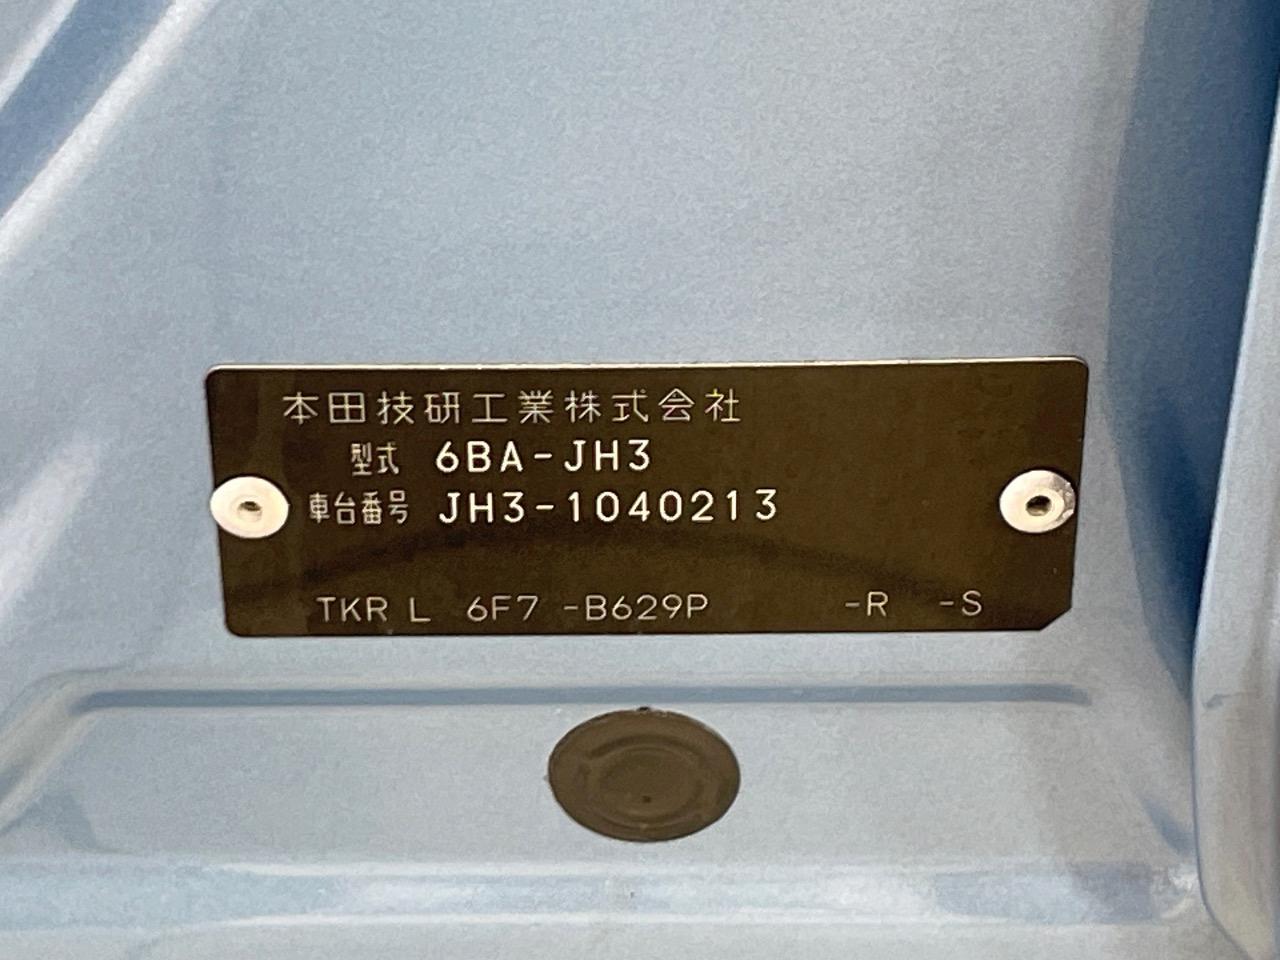 本田技研工業株式会社
型式 6BA-JH3
車台番号 JH3-1040213
TKR L 6F7 -B629P -R -S